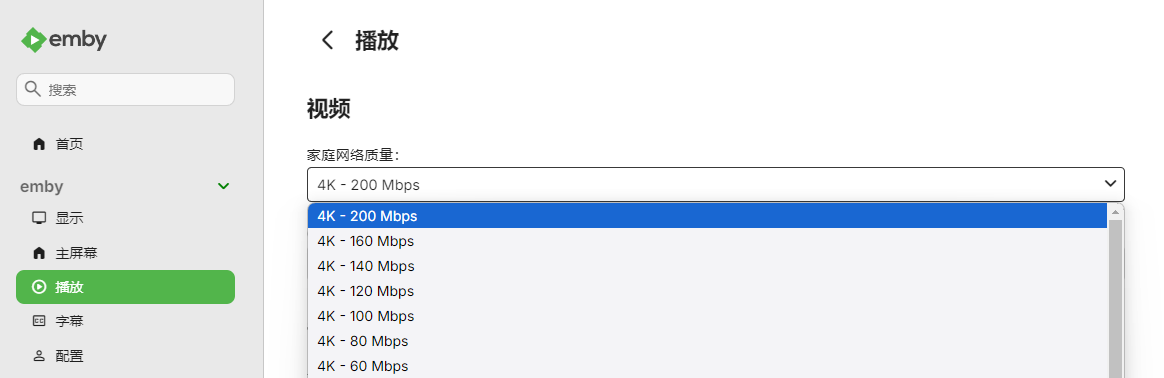 emby
搜索
首页
emby
显示
主屏幕
播放
字幕
配置
播放
视频
家庭网络质量:
4K - 200 Mbps
4K - 200 Mbps
4K - 160 Mbps
4K - 140 Mbps
4K - 120 Mbps
4K - 100 Mbps
4K - 80 Mbps
4K - 60 Mbps